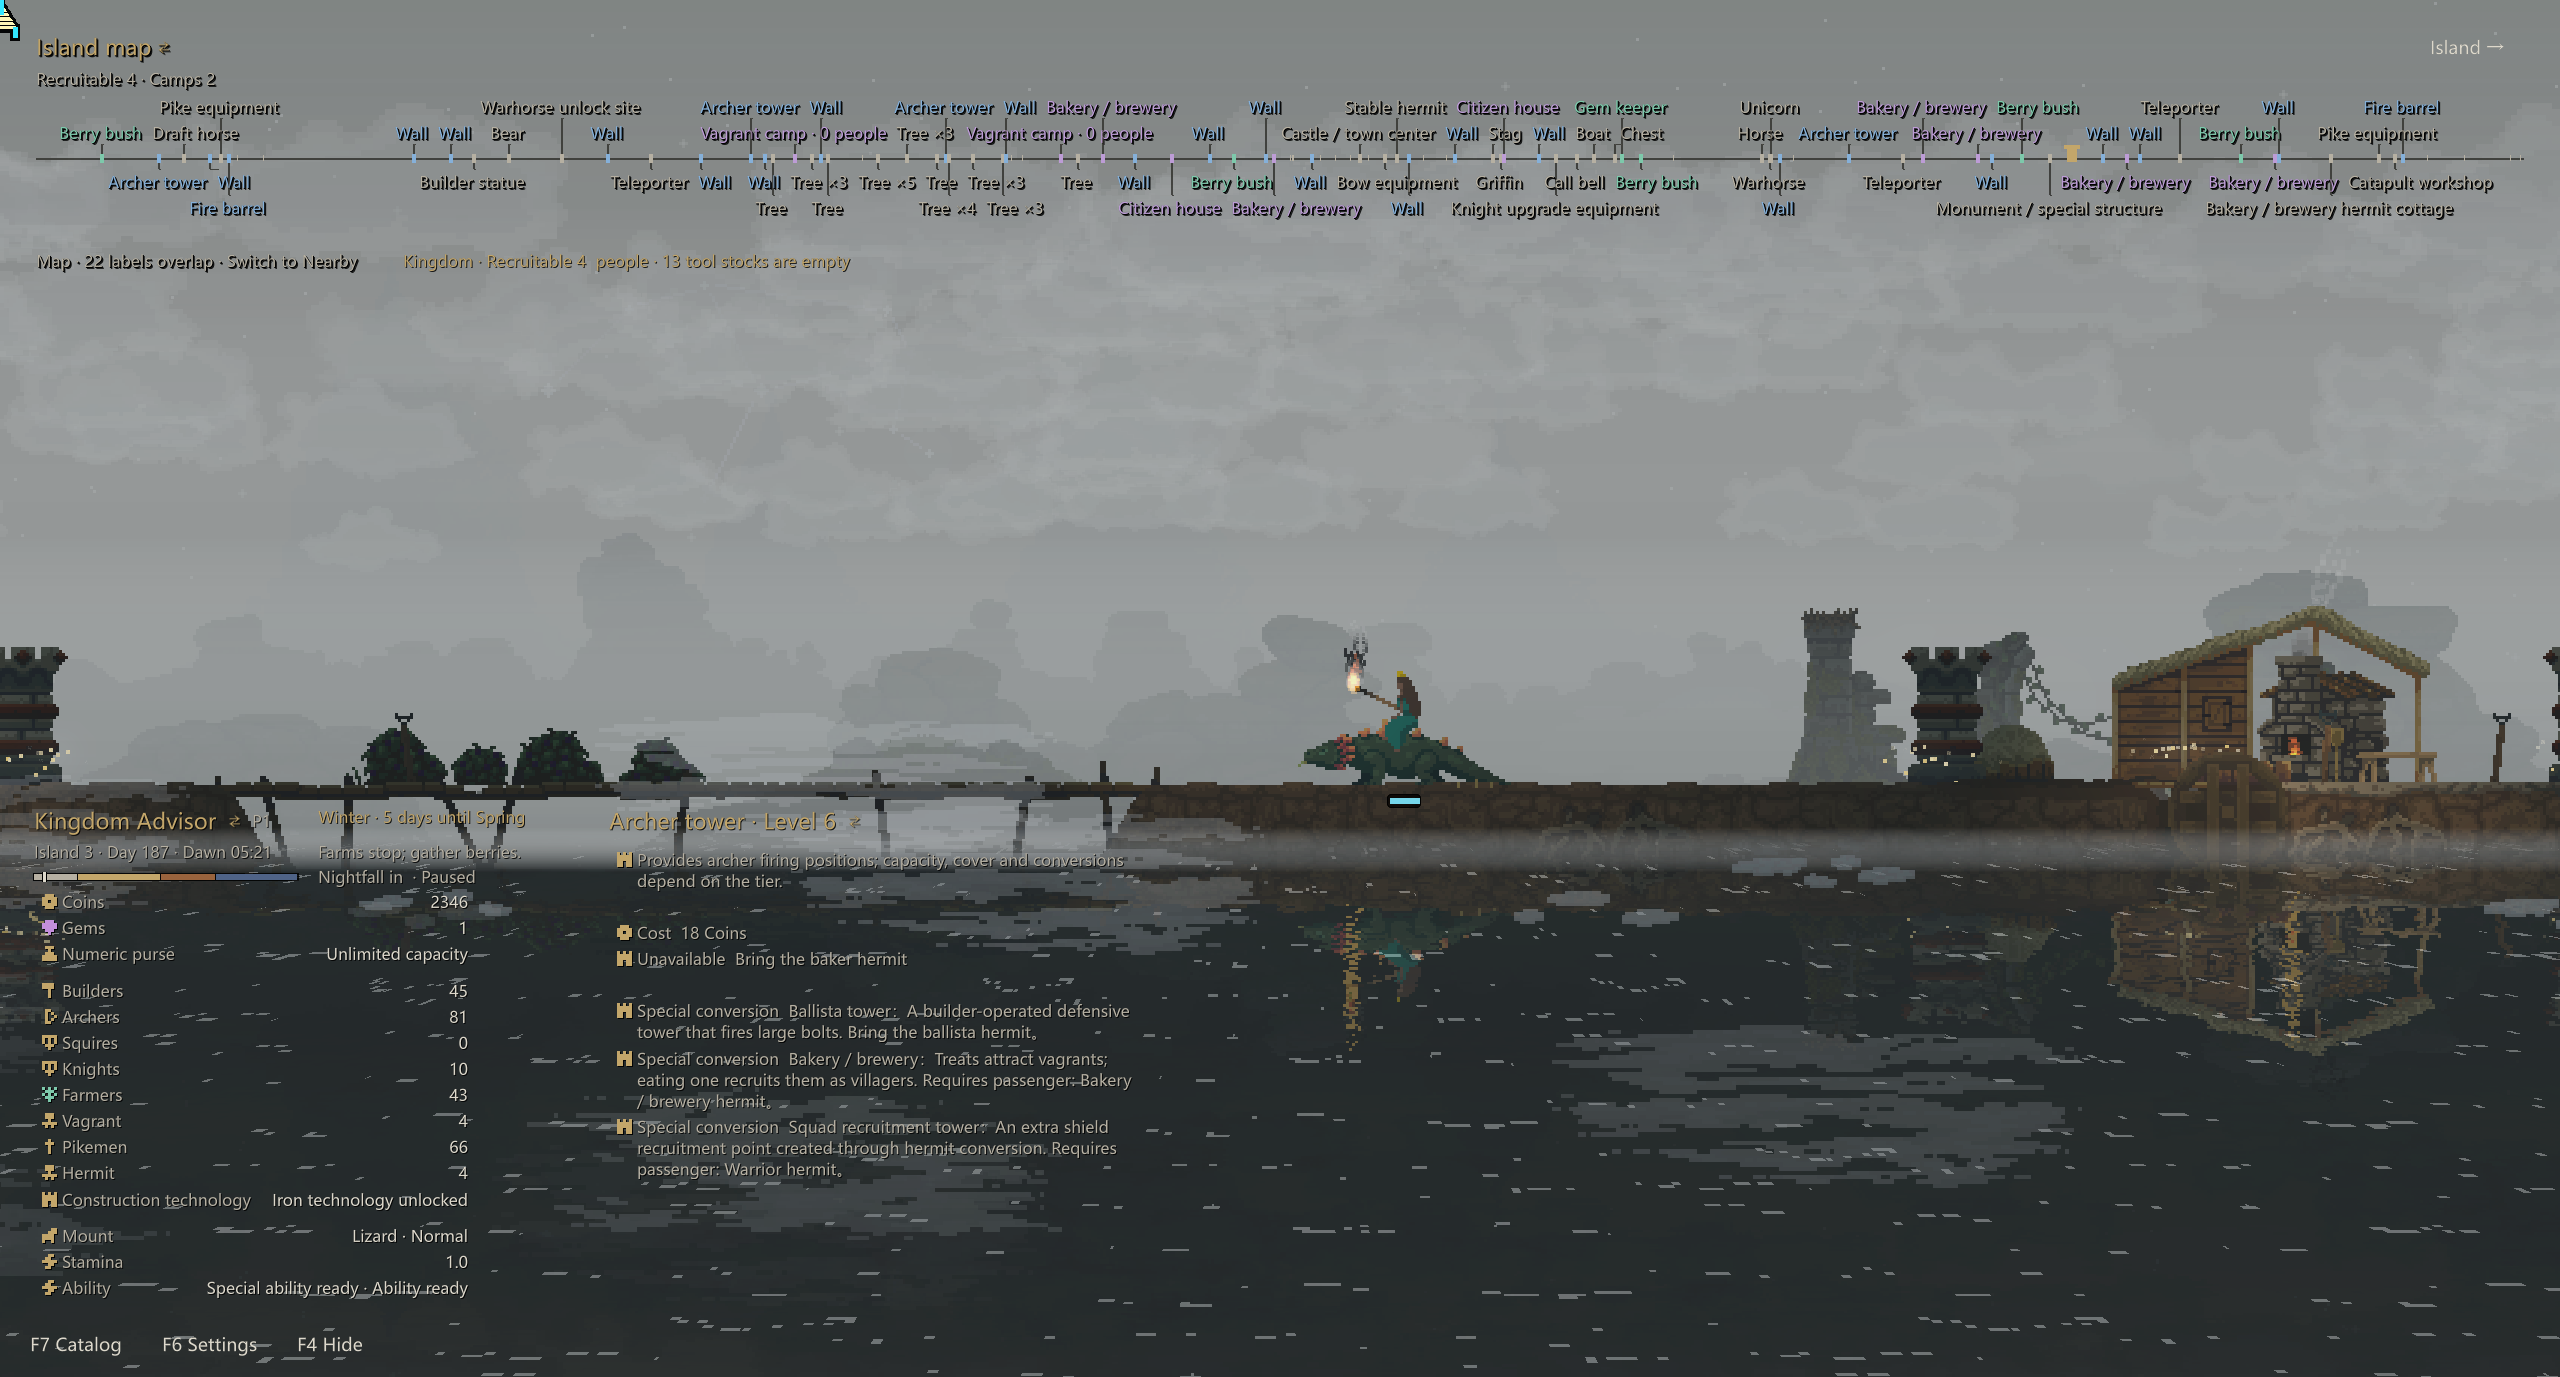 Island map ⇄
Island →
Recruitable 4 · Camps 2
Pike equipment Warhorse unlock site Archer tower Wall Archer tower Wall Bakery / brewery Wall Stable hermit Citizen house Gem keeper Unicorn Bakery / brewery Berry bush Teleporter Wall Fire barrel
Berry bush Draft horse Wall Wall Bear Wall Vagrant camp · 0 people Tree ×3 Vagrant camp · 0 people Wall Castle / town center Wall Stag Wall Boat Chest Horse Archer tower Bakery / brewery Wall Wall Berry bush Pike equipment
Archer tower Wall Builder statue Teleporter Wall Wall Tree ×3 Tree ×5 Tree Tree ×3 Tree Wall Berry bush Wall Bow equipment Griffin Call bell Berry bush Warhorse Teleporter Wall Bakery / brewery Bakery / brewery Catapult workshop
Fire barrel Tree Tree Tree ×4 Tree ×3 Citizen house Bakery / brewery Wall Knight upgrade equipment Wall Monument / special structure Bakery / brewery hermit cottage
Map · 22 labels overlap · Switch to Nearby Kingdom · Recruitable 4 people · 13 tool stocks are empty
Kingdom Advisor ⇄ P1
Island 3 · Day 187 · Dawn 05:21
Winter · 5 days until Spring
Farms stop; gather berries.
Nightfall in · Paused
Coins 2346
Gems 1
Numeric purse Unlimited capacity
Builders 45
Archers 81
Squires 0
Knights 10
Farmers 43
Vagrant 4
Pikemen 66
Hermit 4
Construction technology Iron technology unlocked
Mount Lizard · Normal
Stamina 1.0
Ability Special ability ready · Ability ready
Archer tower · Level 6 ⇄
Provides archer firing positions; capacity, cover and conversions
depend on the tier.
Cost 18 Coins
Unavailable Bring the baker hermit
Special conversion Ballista tower: A builder-operated defensive
tower that fires large bolts. Bring the ballista hermit。
Special conversion Bakery / brewery: Treats attract vagrants;
eating one recruits them as villagers. Requires passenger: Bakery
/ brewery hermit。
Special conversion Squad recruitment tower: An extra shield
recruitment point created through hermit conversion. Requires
passenger: Warrior hermit。
F7 Catalog F6 Settings F4 Hide